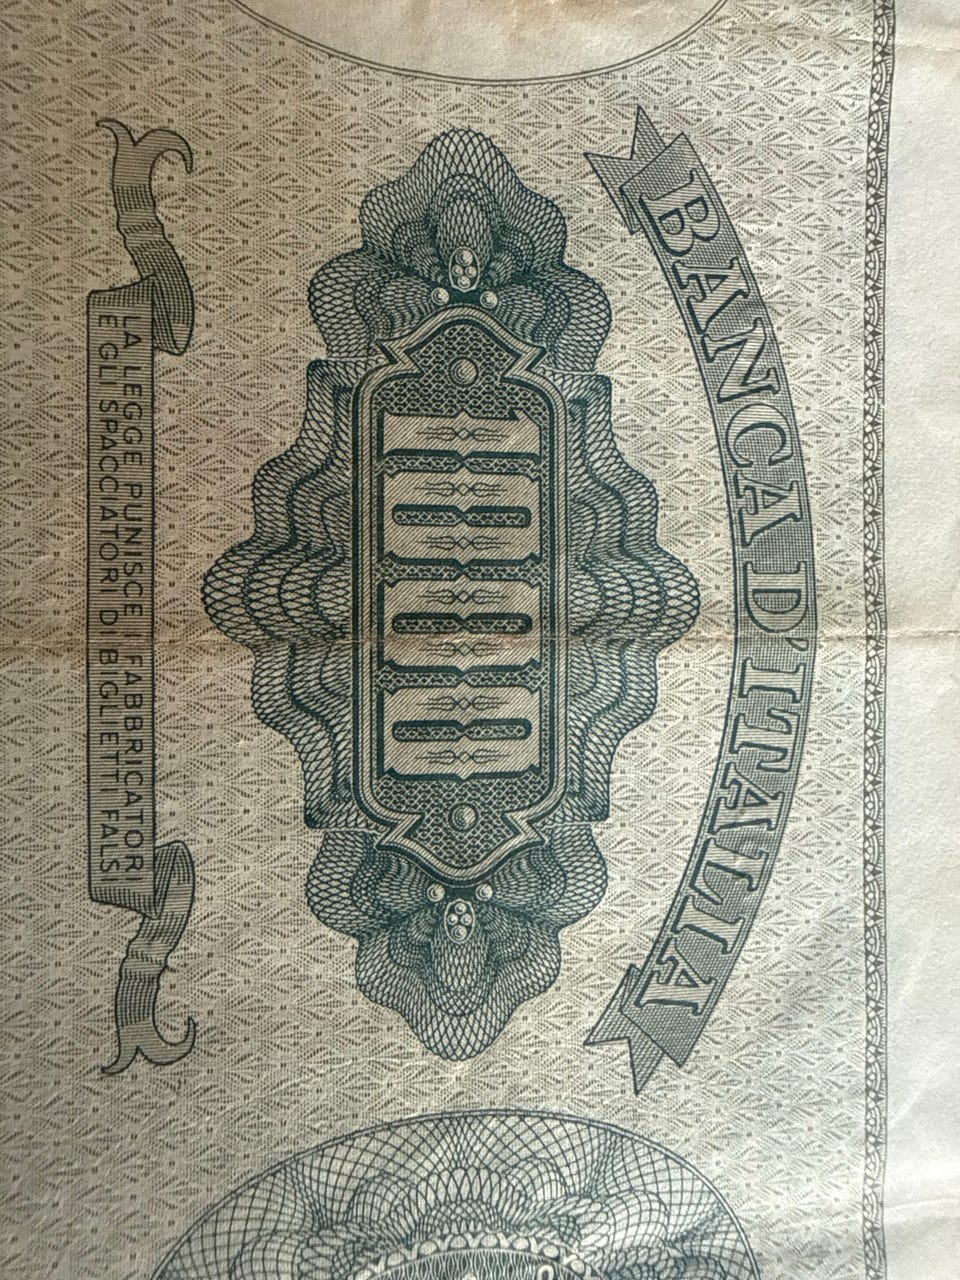 BANCA D'ITALIA
1000
LA LEGGE PUNISCE I FABBRICATORI
E GLI SPACCIATORI DI BIGLIETTI FALSI